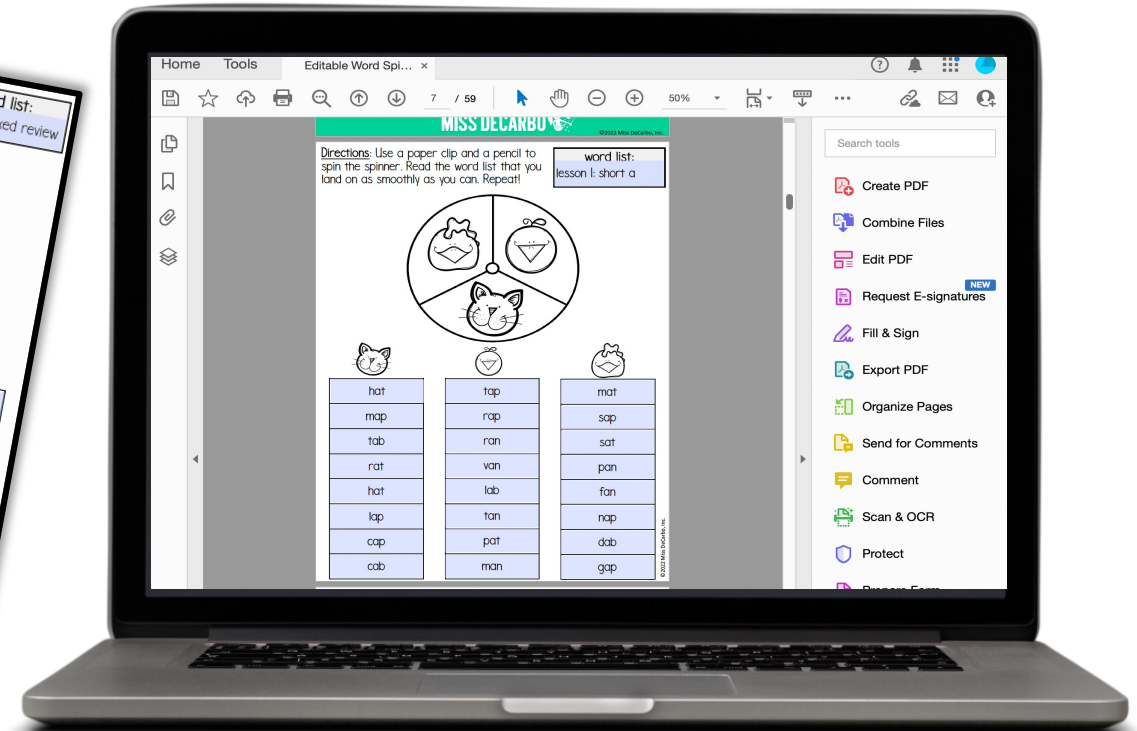 d list:
ked review
Home Tools Editable Word Spi... ×
7 / 59 50%
MISS DECARBO
©2022 Miss DeCarbo, Inc.
Directions: Use a paper clip and a pencil to
spin the spinner. Read the word list that you
land on as smoothly as you can. Repeat!
word list:
lesson 1: short a
hat tap mat
map rap sap
tab ran sat
rat van pan
hat lab fan
lap tan nap
cap pat dab
cab man gap
©2022 Miss DeCarbo, Inc.
Search tools
Create PDF
Combine Files
Edit PDF
NEW
Request E-signatures
Fill & Sign
Export PDF
Organize Pages
Send for Comments
Comment
Scan & OCR
Protect
Prepare Form